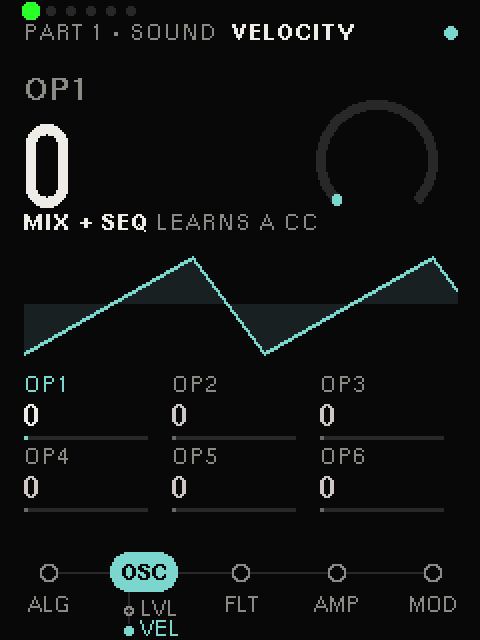 PART 1 · SOUND VELOCITY
OP1
0
MIX + SEQ LEARNS A CC
OP1 OP2 OP3
0 0 0
OP4 OP5 OP6
0 0 0
OSC
ALG FLT AMP MOD
LVL
VEL